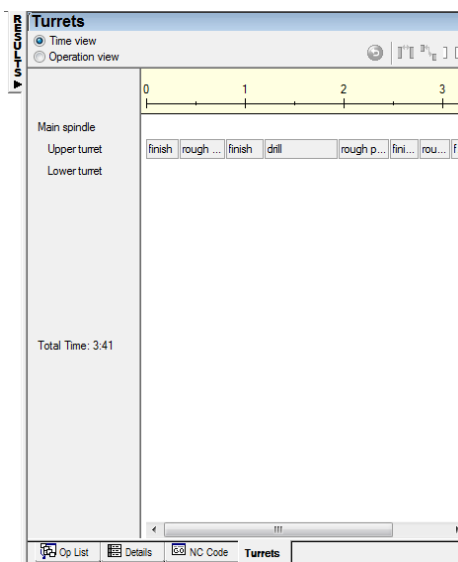 RESULTS
Turrets
Time view
Operation view
0 1 2 3
Main spindle
Upper turret finish rough ... finish drill rough p... fini... rou... f
Lower turret
Total Time: 3:41
Op List Details NC Code Turrets